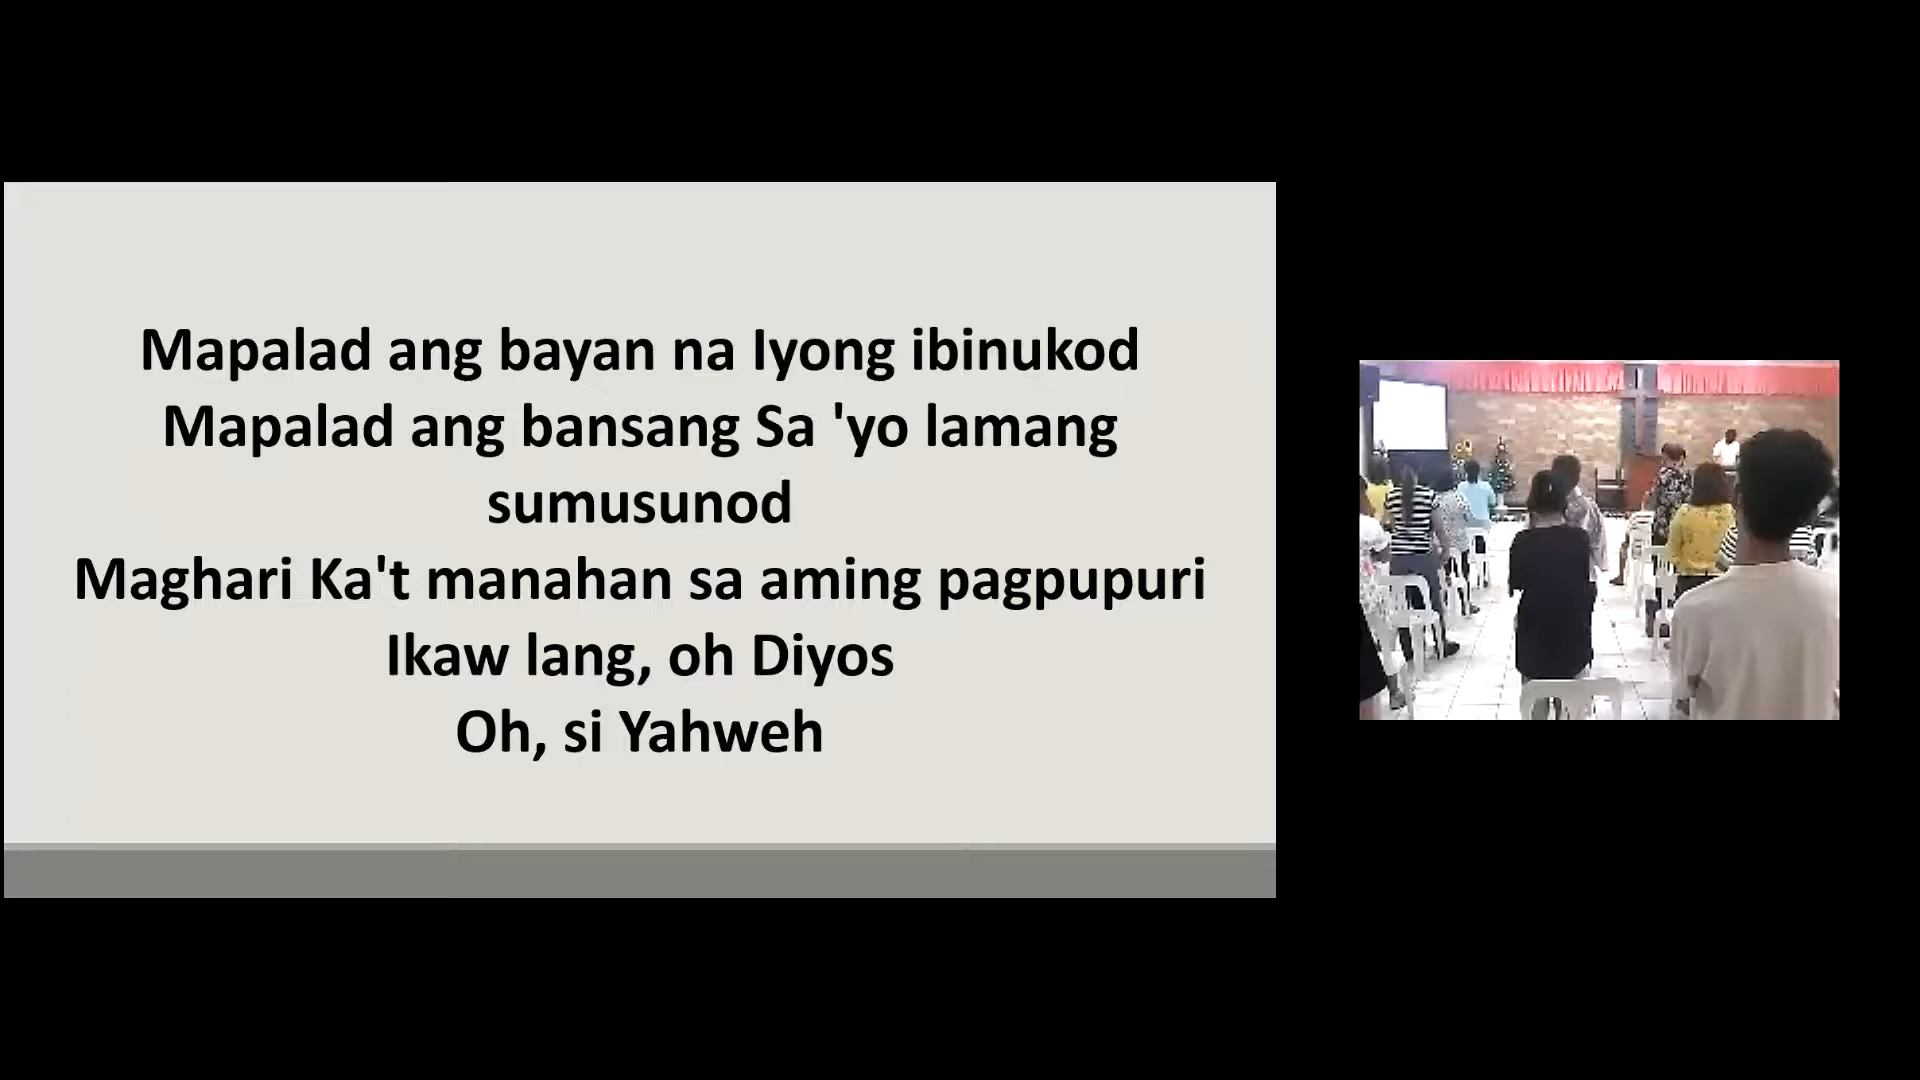 Mapalad ang bayan na Iyong ibinukod
Mapalad ang bansang Sa 'yo lamang
sumusunod
Maghari Ka't manahan sa aming pagpupuri
Ikaw lang, oh Diyos
Oh, si Yahweh